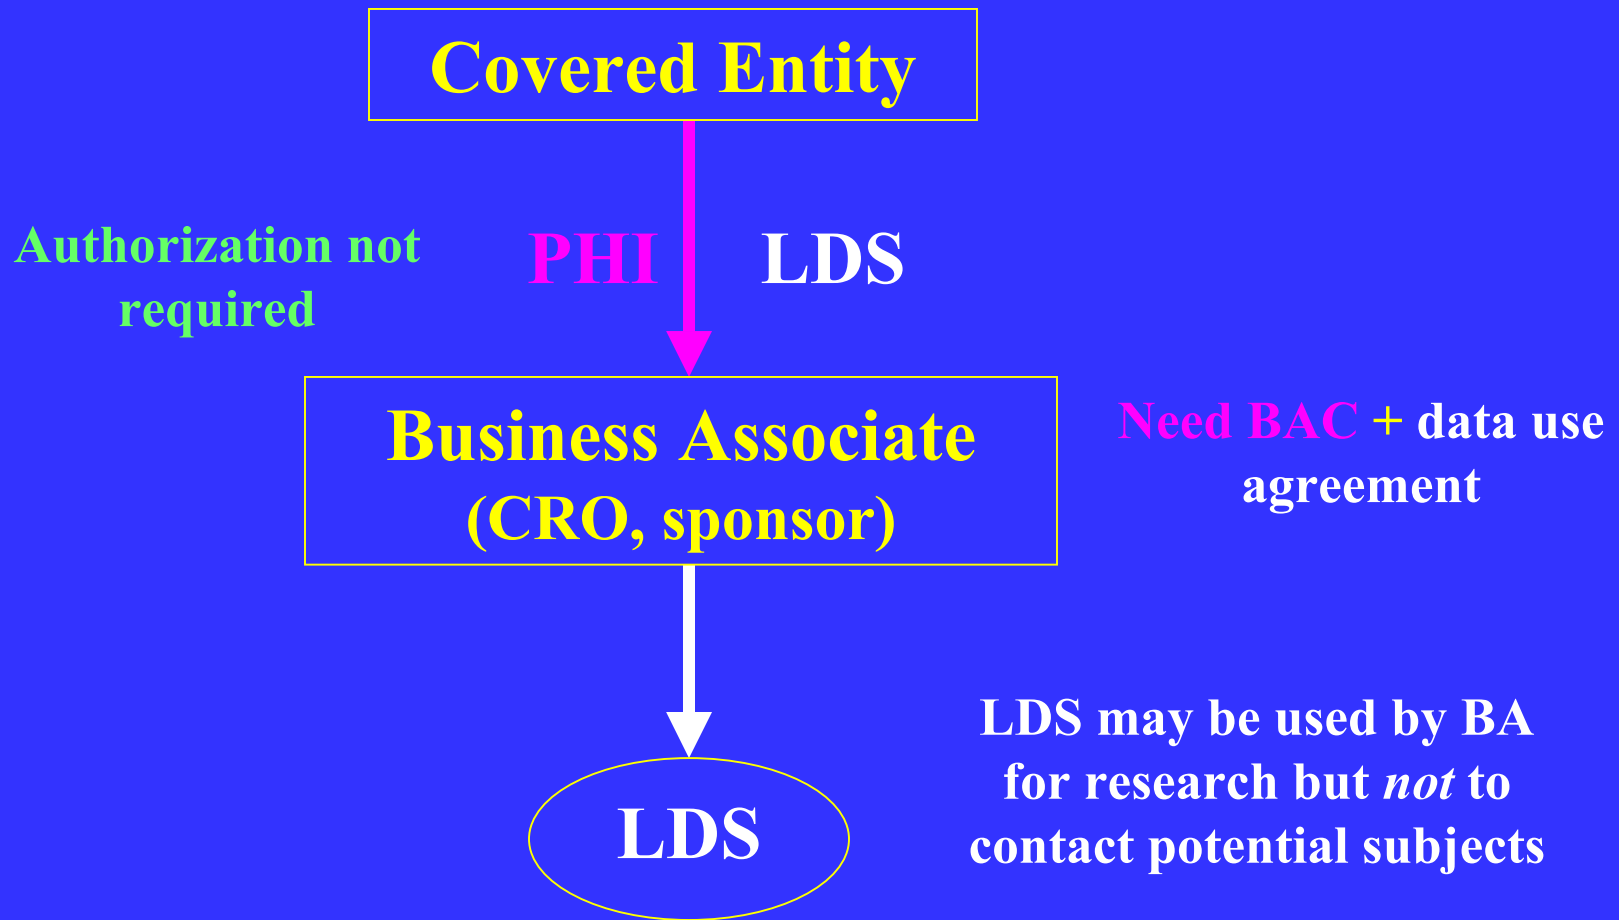 Covered Entity
Authorization not
required
PHI
LDS
Business Associate
(CRO, sponsor)
Need BAC + data use
agreement
LDS
LDS may be used by BA
for research but not to
contact potential subjects